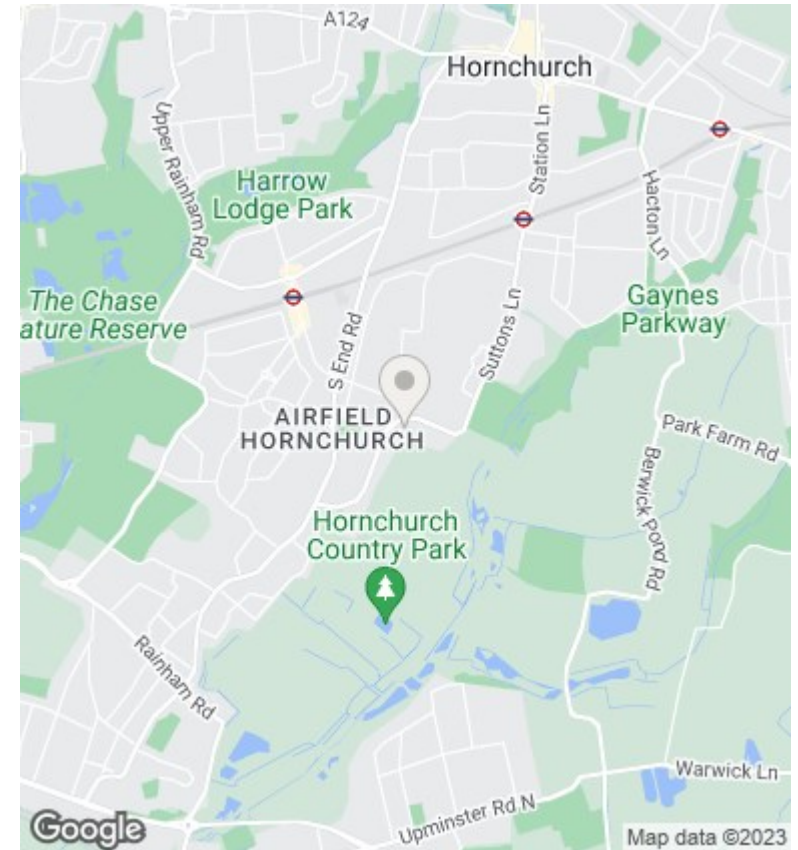 A124
Hornchurch
Upper Rainham Rd
Station Ln
Harrow
Lodge Park
Hacton Ln
The Chase
ature Reserve
Gaynes
Parkway
S End Rd
Suttons Ln
AIRFIELD
HORNCHURCH
Park Farm Rd
Berwick Pond Rd
Hornchurch
Country Park
Rainham Rd
Warwick Ln
Upminster Rd N
Google
Map data ©2023